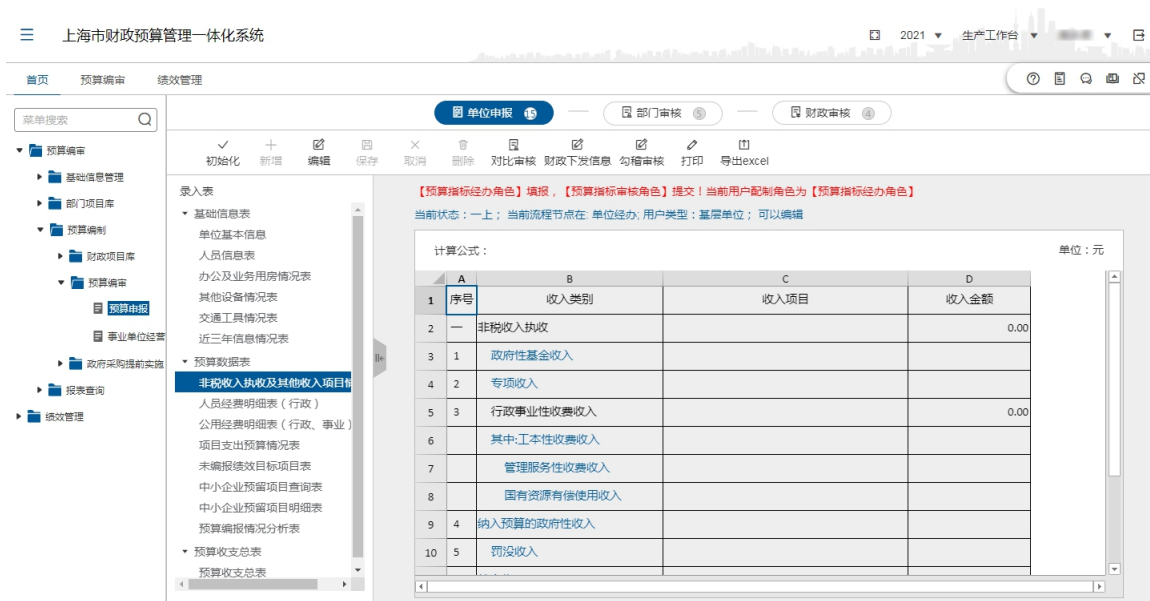 上海市财政预算管理一体化系统
2021 生产工作台
首页 预算编审 绩效管理
菜单搜索
预算编审
基础信息管理
部门项目库
预算编制
财政项目库
预算编审
预算申报
事业单位经营
政府采购提前实施
报表查询
绩效管理
单位申报 15 部门审核 5 财政审核 4
初始化 新增 编辑 保存 取消 删除 对比审核 财政下发信息 勾稽审核 打印 导出excel
录入表
基础信息表
单位基本信息
人员信息表
办公及业务用房情况表
其他设备情况表
交通工具情况表
近三年信息情况表
预算数据表
非税收入执收及其他收入项目情
人员经费明细表（行政）
公用经费明细表（行政、事业）
项目支出预算情况表
未编报绩效目标项目表
中小企业预留项目查询表
中小企业预留项目明细表
预算编报情况分析表
预算收支总表
预算收支总表
【预算指标经办角色】填报，【预算指标审核角色】提交！当前用户配制角色为【预算指标经办角色】
当前状态：一上； 当前流程节点在: 单位经办; 用户类型：基层单位； 可以编辑
计算公式： 单位：元
A B C D
1 序号 收入类别 收入项目 收入金额
2 一 非税收入执收 0.00
3 1 政府性基金收入
4 2 专项收入
5 3 行政事业性收费收入 0.00
6 其中:工本性收费收入
7 管理服务性收费收入
8 国有资源有偿使用收入
9 4 纳入预算的政府性收入
10 5 罚没收入